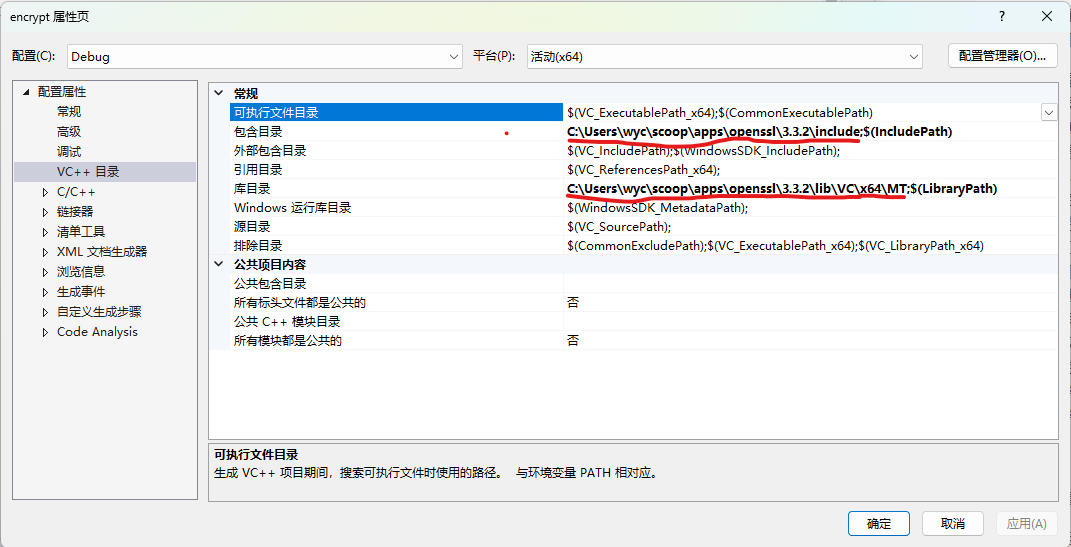 encrypt 属性页
配置(C): Debug 平台(P): 活动(x64) 配置管理器(O)...
配置属性
常规
高级
调试
VC++ 目录
C/C++
链接器
清单工具
XML 文档生成器
浏览信息
生成事件
自定义生成步骤
Code Analysis
常规
可执行文件目录 $(VC_ExecutablePath_x64);$(CommonExecutablePath)
包含目录 C:\Users\wyc\scoop\apps\openssl\3.3.2\include;$(IncludePath)
外部包含目录 $(VC_IncludePath);$(WindowsSDK_IncludePath);
引用目录 $(VC_ReferencesPath_x64);
库目录 C:\Users\wyc\scoop\apps\openssl\3.3.2\lib\VC\x64\MT;$(LibraryPath)
Windows 运行库目录 $(WindowsSDK_MetadataPath);
源目录 $(VC_SourcePath);
排除目录 $(CommonExcludePath);$(VC_ExecutablePath_x64);$(VC_LibraryPath_x64)
公共项目内容
公共包含目录
所有标头文件都是公共的 否
公共 C++ 模块目录
所有模块都是公共的 否
可执行文件目录
生成 VC++ 项目期间，搜索可执行文件时使用的路径。 与环境变量 PATH 相对应。
确定 取消 应用(A)